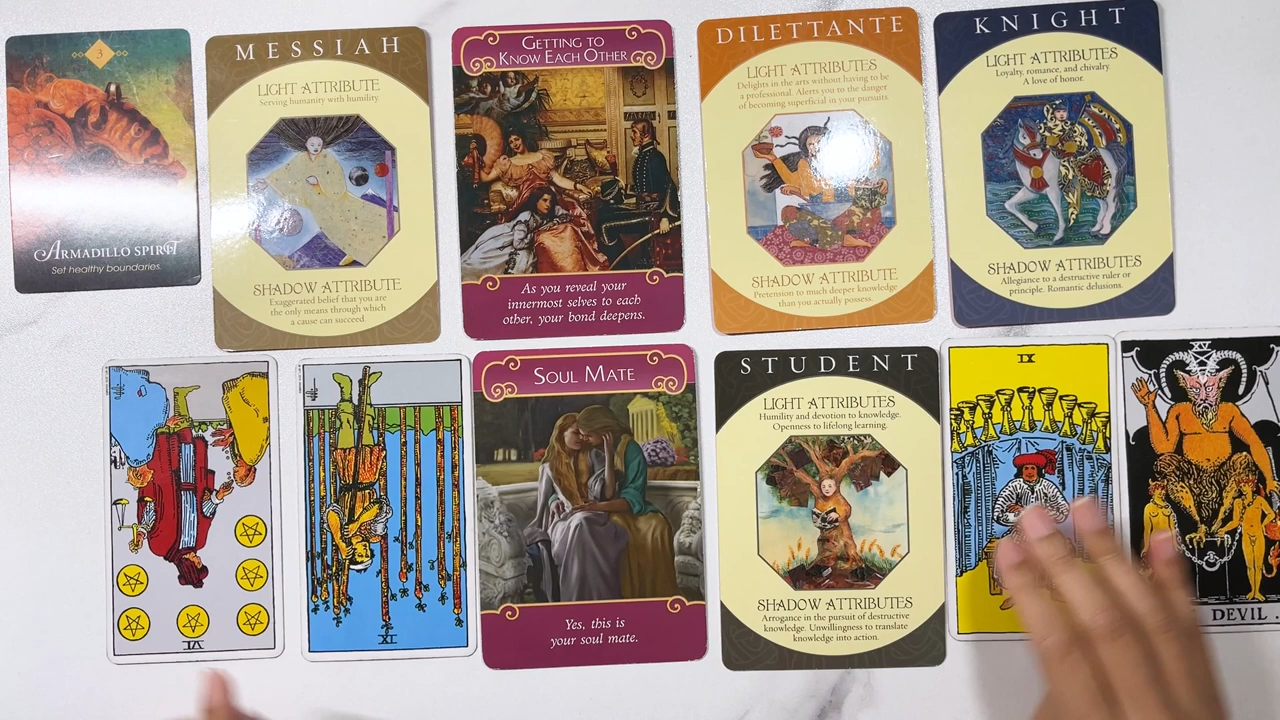 3
ARMADILLO SPIRIT
Set healthy boundaries.
MESSIAH
LIGHT ATTRIBUTE
Serving humanity with humility.
SHADOW ATTRIBUTE
Exaggerated belief that you are
the only means through which
a cause can succeed
GETTING TO
KNOW EACH OTHER
As you reveal your
innermost selves to each
other, your bond deepens.
DILETTANTE
LIGHT ATTRIBUTES
Delights in the arts without having to be
a professional. Alerts you to the danger
of becoming superficial in your pursuits.
SHADOW ATTRIBUTE
Pretension to much deeper knowledge
than you actually possess.
KNIGHT
LIGHT ATTRIBUTES
Loyalty, romance, and chivalry.
A love of honor.
SHADOW ATTRIBUTES
Allegiance to a destructive ruler or
principle. Romantic delusions.
VI
IX
SOUL MATE
Yes, this is
your soul mate.
STUDENT
LIGHT ATTRIBUTES
Humility and devotion to knowledge.
Openness to lifelong learning.
SHADOW ATTRIBUTES
Arrogance in the pursuit of destructive
knowledge. Unwillingness to translate
knowledge into action.
IX
XV
DEVIL.